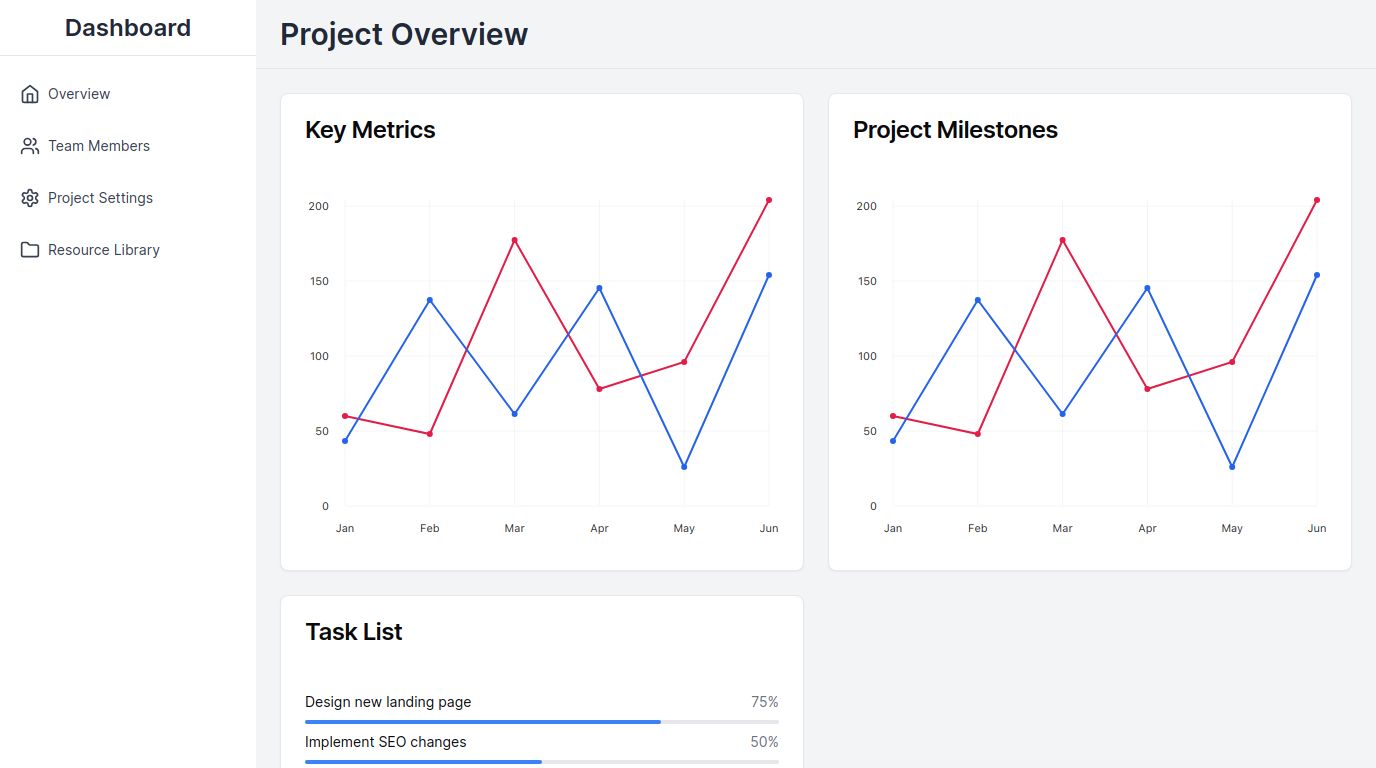 Dashboard
Overview
Team Members
Project Settings
Resource Library
Project Overview
Key Metrics
200
150
100
50
0
Jan Feb Mar Apr May Jun
Project Milestones
200
150
100
50
0
Jan Feb Mar Apr May Jun
Task List
Design new landing page 75%
Implement SEO changes 50%